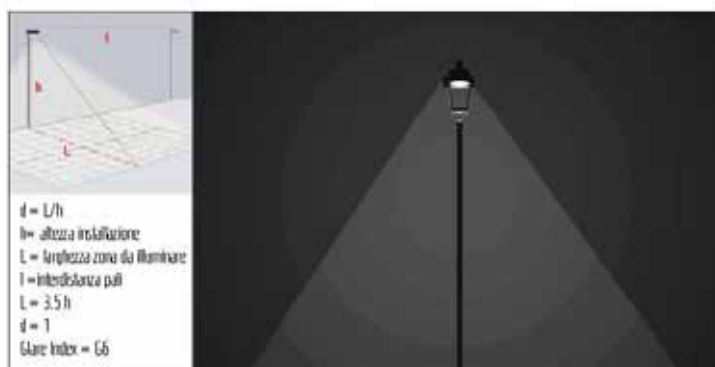 I
h
L
d = L/h
h= altezza installazione
L = larghezza zona da illuminare
I =interdistanza pali
L = 3.5 h
d = 1
Glare Index = G6